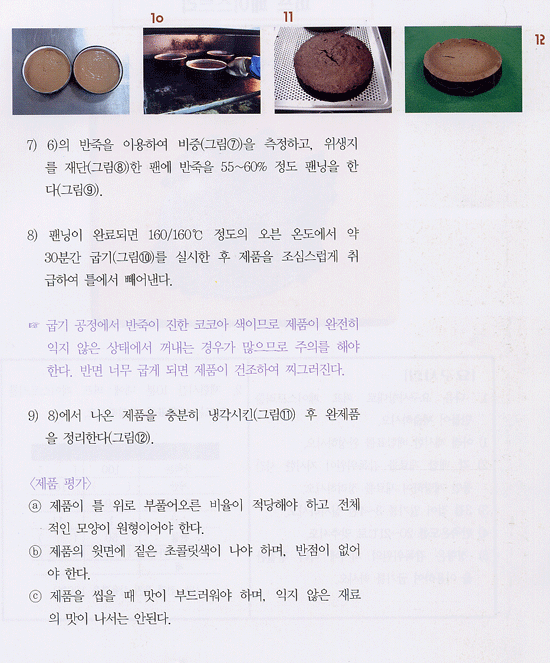 10
11
12
7) 6)의 반죽을 이용하여 비중(그림⑦)을 측정하고, 위생지
를 재단(그림⑧)한 팬에 반죽을 55~60% 정도 팬닝을 한
다(그림⑨).
8) 팬닝이 완료되면 160/160℃ 정도의 오븐 온도에서 약
30분간 굽기(그림⑩)를 실시한 후 제품을 조심스럽게 취
급하여 틀에서 빼어낸다.
☞ 굽기 공정에서 반죽이 진한 코코아 색이므로 제품이 완전히
익지 않은 상태에서 꺼내는 경우가 많으므로 주의를 해야
한다. 반면 너무 굽게 되면 제품이 건조하여 찌그러진다.
9) 8)에서 나온 제품을 충분히 냉각시킨(그림⑪) 후 완제품
을 정리한다(그림⑫).
〈제품 평가〉
ⓐ 제품이 틀 위로 부풀어오른 비율이 적당해야 하고 전체
적인 모양이 원형이어야 한다.
ⓑ 제품의 윗면에 짙은 초콜릿색이 나야 하며, 반점이 없어
야 한다.
ⓒ 제품을 씹을 때 맛이 부드러워야 하며, 익지 않은 재료
의 맛이 나서는 안된다.